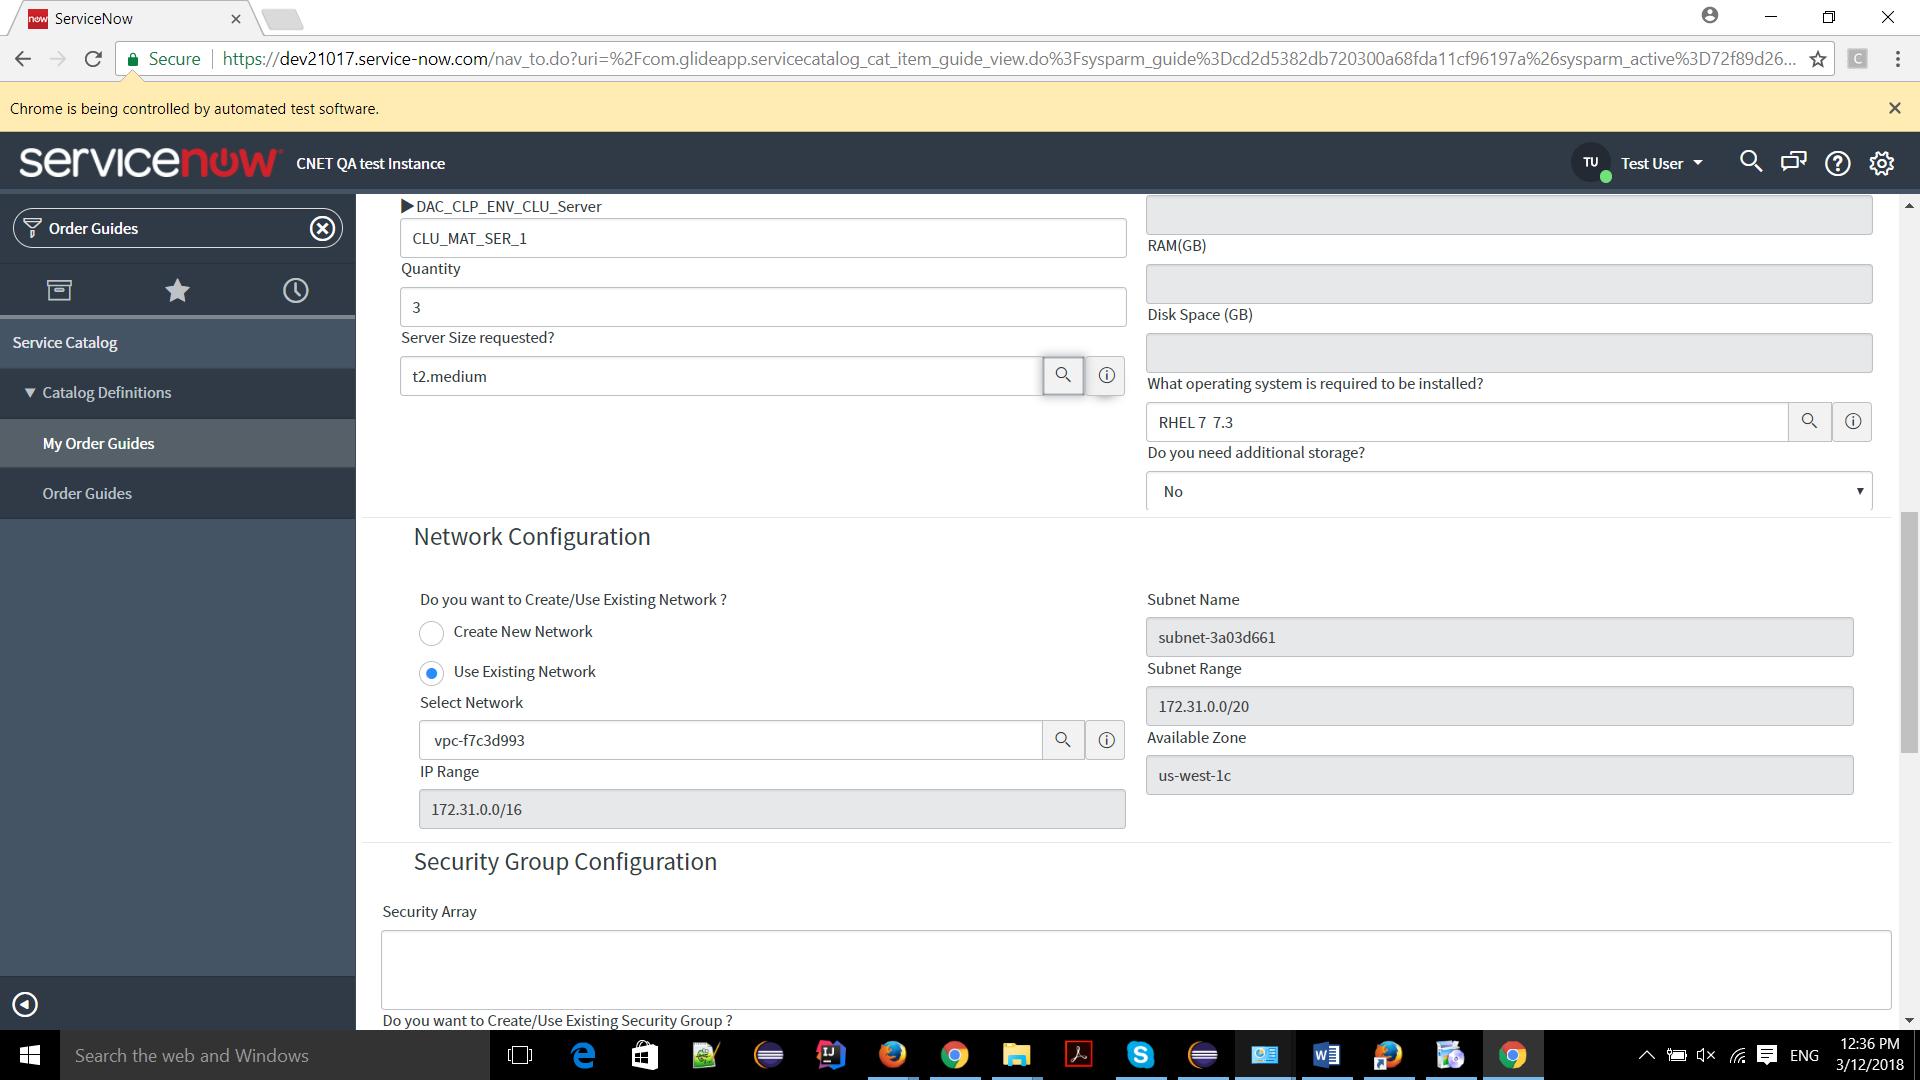 ServiceNow
Secure
https://dev21017.service-now.com/nav_to.do?uri=%2Fcom.glideapp.servicecatalog_cat_item_guide_view.do%3Fsysparm_guide%3Dcd2d5382db720300a68fda11cf96197a%26sysparm_active%3D72f89d26...
Chrome is being controlled by automated test software.
servicenow
CNET QA test Instance
TU
Test User
Order Guides
Service Catalog
Catalog Definitions
My Order Guides
Order Guides
DAC_CLP_ENV_CLU_Server
CLU_MAT_SER_1
Quantity
3
Server Size requested?
t2.medium
RAM(GB)
Disk Space (GB)
What operating system is required to be installed?
RHEL 7 7.3
Do you need additional storage?
No
Network Configuration
Do you want to Create/Use Existing Network ?
Create New Network
Use Existing Network
Select Network
vpc-f7c3d993
IP Range
172.31.0.0/16
Subnet Name
subnet-3a03d661
Subnet Range
172.31.0.0/20
Available Zone
us-west-1c
Security Group Configuration
Security Array
Do you want to Create/Use Existing Security Group ?
Search the web and Windows
ENG
12:36 PM
3/12/2018